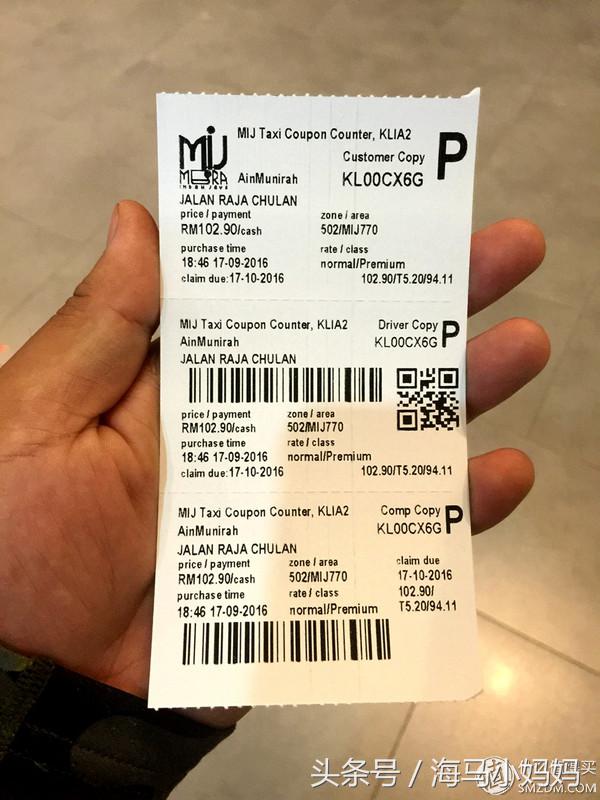 MIJ Taxi Coupon Counter, KLIA2
P
MIJ
Customer Copy
AinMunirah
KL00CX6G
JALAN RAJA CHULAN
price / payment zone / area
RM102.90/cash 502/MIJ770
purchase time rate / class
18:46 17-09-2016 normal/Premium
claim due:17-10-2016 102.90/T5.20/94.11
MIJ Taxi Coupon Counter, KLIA2 Driver Copy P
AinMunirah KL00CX6G
JALAN RAJA CHULAN
price / payment zone / area
RM102.90/cash 502/MIJ770
purchase time rate / class
18:46 17-09-2016 normal/Premium
claim due:17-10-2016 102.90/T5.20/94.11
MIJ Taxi Coupon Counter, KLIA2 Comp Copy P
AinMunirah KL00CX6G
JALAN RAJA CHULAN
price / payment zone / area claim due
RM102.90/cash 502/MIJ770 17-10-2016
purchase time rate / class 102.90/
18:46 17-09-2016 normal/Premium T5.20/94.11
头条号 / 海马小妈妈
SMZDM.COM